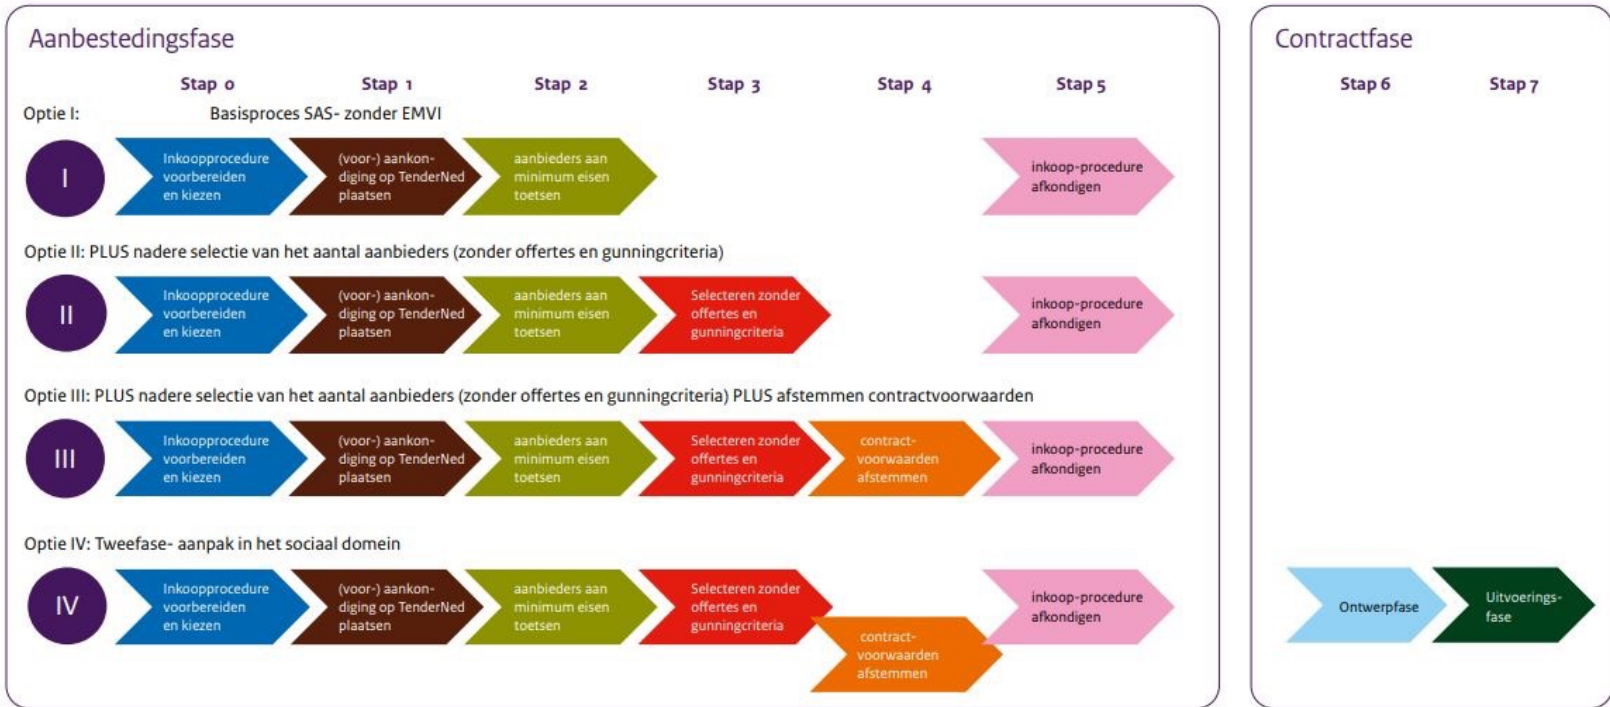 Aanbestedingsfase
Contractfase
Stap 0
Stap 1
Stap 2
Stap 3
Stap 4
Stap 5
Stap 6
Stap 7
Optie I:
Basisproces SAS- zonder EMVI
I
Inkoopprocedure
voorbereiden
en kiezen
(voor-) aankon-
diging op TenderNed
plaatsen
aanbieders aan
minimum eisen
toetsen
inkoop-procedure
afkondigen
Optie II: PLUS nadere selectie van het aantal aanbieders (zonder offertes en gunningcriteria)
II
Inkoopprocedure
voorbereiden
en kiezen
(voor-) aankon-
diging op TenderNed
plaatsen
aanbieders aan
minimum eisen
toetsen
Selecteren zonder
offertes en
gunningcriteria
inkoop-procedure
afkondigen
Optie III: PLUS nadere selectie van het aantal aanbieders (zonder offertes en gunningcriteria) PLUS afstemmen contractvoorwaarden
III
Inkoopprocedure
voorbereiden
en kiezen
(voor-) aankon-
diging op TenderNed
plaatsen
aanbieders aan
minimum eisen
toetsen
Selecteren zonder
offertes en
gunningcriteria
contract-
voorwaarden
afstemmen
inkoop-procedure
afkondigen
Optie IV: Tweefase- aanpak in het sociaal domein
IV
Inkoopprocedure
voorbereiden
en kiezen
(voor-) aankon-
diging op TenderNed
plaatsen
aanbieders aan
minimum eisen
toetsen
Selecteren zonder
offertes en
gunningcriteria
contract-
voorwaarden
afstemmen
inkoop-procedure
afkondigen
Ontwerpfase
Uitvoerings-
fase